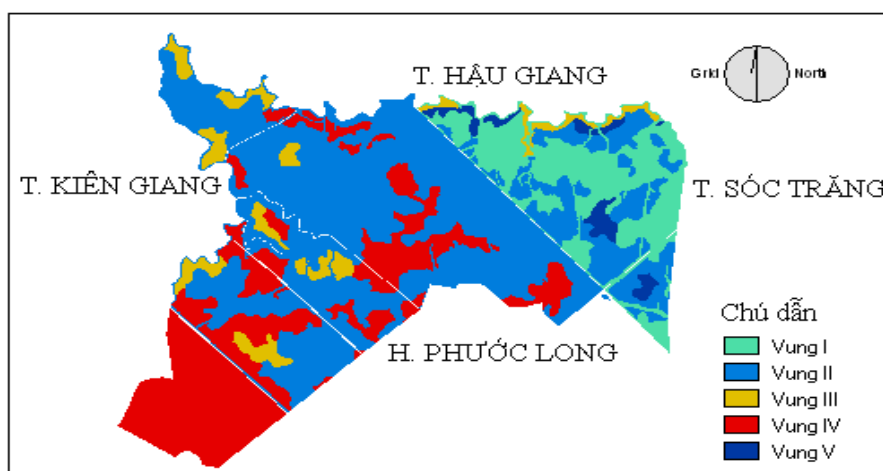 T. HẬU GIANG
Grid North
T. KIÊN GIANG
T. SÓC TRĂNG
H. PHƯỚC LONG
Chú dẫn
Vung I
Vung II
Vung III
Vung IV
Vung V